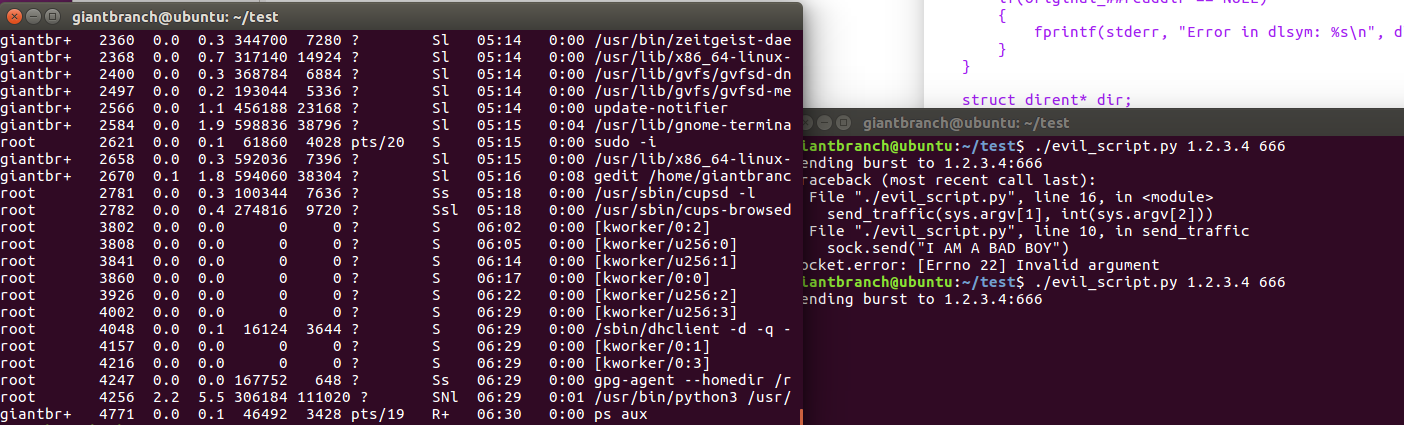 giantbranch@ubuntu: ~/test
giantbr+ 2360 0.0 0.3 344700 7280 ? Sl 05:14 0:00 /usr/bin/zeitgeist-dae
giantbr+ 2368 0.0 0.7 317140 14924 ? Sl 05:14 0:00 /usr/lib/x86_64-linux-
giantbr+ 2400 0.0 0.3 368784 6884 ? Sl 05:14 0:00 /usr/lib/gvfs/gvfsd-dn
giantbr+ 2497 0.0 0.2 193044 5336 ? Sl 05:14 0:00 /usr/lib/gvfs/gvfsd-me
giantbr+ 2566 0.0 1.1 456188 23168 ? Sl 05:14 0:00 update-notifier
giantbr+ 2584 0.0 1.9 598836 38796 ? Sl 05:15 0:04 /usr/lib/gnome-termina
root 2621 0.0 0.1 61860 4028 pts/20 S 05:15 0:00 sudo -i
giantbr+ 2658 0.0 0.3 592036 7396 ? Sl 05:15 0:00 /usr/lib/x86_64-linux-
giantbr+ 2670 0.1 1.8 594060 38304 ? Sl 05:16 0:08 gedit /home/giantbranc
root 2781 0.0 0.3 100344 7636 ? Ss 05:18 0:00 /usr/sbin/cupsd -l
root 2782 0.0 0.4 274816 9720 ? Ssl 05:18 0:00 /usr/sbin/cups-browsed
root 3802 0.0 0.0 0 0 ? S 06:02 0:00 [kworker/0:2]
root 3808 0.0 0.0 0 0 ? S 06:05 0:00 [kworker/u256:0]
root 3841 0.0 0.0 0 0 ? S 06:14 0:00 [kworker/u256:1]
root 3860 0.0 0.0 0 0 ? S 06:17 0:00 [kworker/0:0]
root 3926 0.0 0.0 0 0 ? S 06:22 0:00 [kworker/u256:2]
root 4002 0.0 0.0 0 0 ? S 06:29 0:00 [kworker/u256:3]
root 4048 0.0 0.1 16124 3644 ? S 06:29 0:00 /sbin/dhclient -d -q -
root 4157 0.0 0.0 0 0 ? S 06:29 0:00 [kworker/0:1]
root 4216 0.0 0.0 0 0 ? S 06:29 0:00 [kworker/0:3]
root 4247 0.0 0.0 167752 648 ? Ss 06:29 0:00 gpg-agent --homedir /r
root 4256 2.2 5.5 306184 111020 ? SNl 06:29 0:01 /usr/bin/python3 /usr/
giantbr+ 4771 0.0 0.1 46492 3428 pts/19 R+ 06:30 0:00 ps aux
if(original_##readdir == NULL)
{
fprintf(stderr, "Error in dlsym: %s\n", d
}
}
struct dirent* dir;
giantbranch@ubuntu: ~/test
iantbranch@ubuntu:~/test$ ./evil_script.py 1.2.3.4 666
ending burst to 1.2.3.4:666
raceback (most recent call last):
File "./evil_script.py", line 16, in <module>
send_traffic(sys.argv[1], int(sys.argv[2]))
File "./evil_script.py", line 10, in send_traffic
sock.send("I AM A BAD BOY")
ocket.error: [Errno 22] Invalid argument
iantbranch@ubuntu:~/test$ ./evil_script.py 1.2.3.4 666
ending burst to 1.2.3.4:666